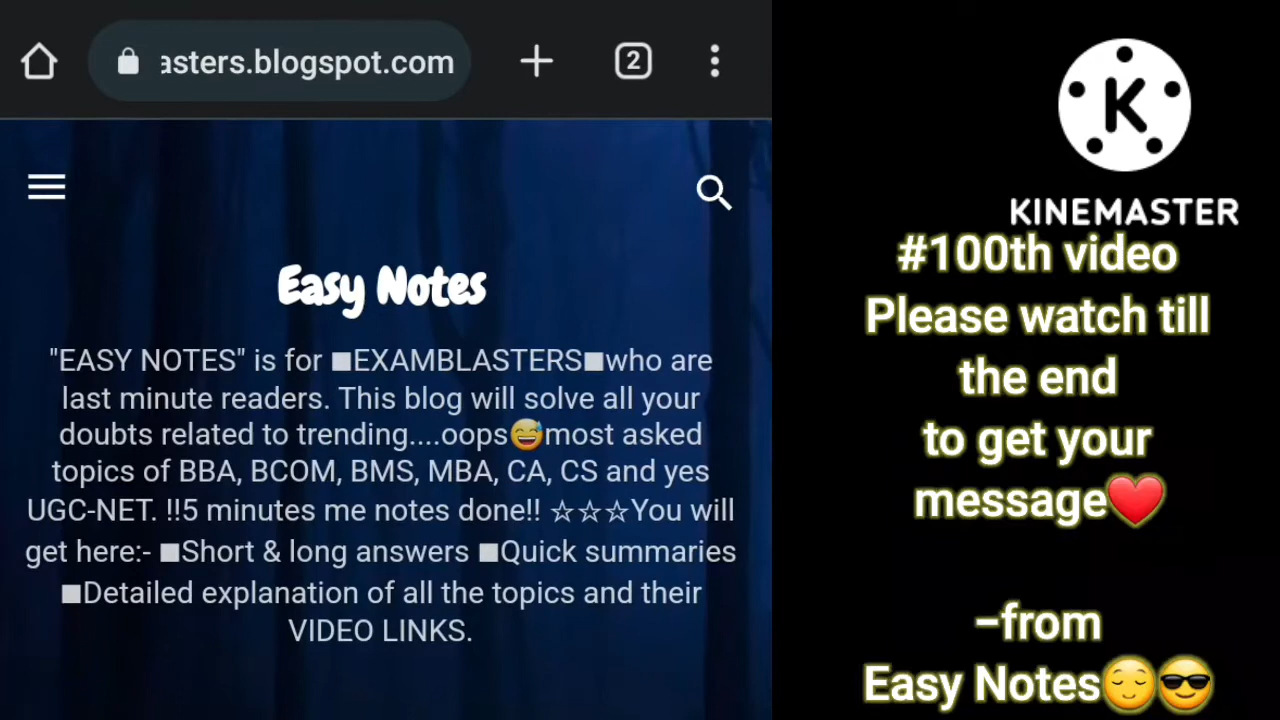 asters.blogspot.com
2
Easy Notes
"EASY NOTES" is for ■EXAMBLASTERS■who are
last minute readers. This blog will solve all your
doubts related to trending....oops😅most asked
topics of BBA, BCOM, BMS, MBA, CA, CS and yes
UGC-NET. !!5 minutes me notes done!! ☆☆☆You will
get here:- ■Short & long answers ■Quick summaries
■Detailed explanation of all the topics and their
VIDEO LINKS.
K
KINEMASTER
#100th video
Please watch till
the end
to get your
message❤️
–from
Easy Notes😌😎